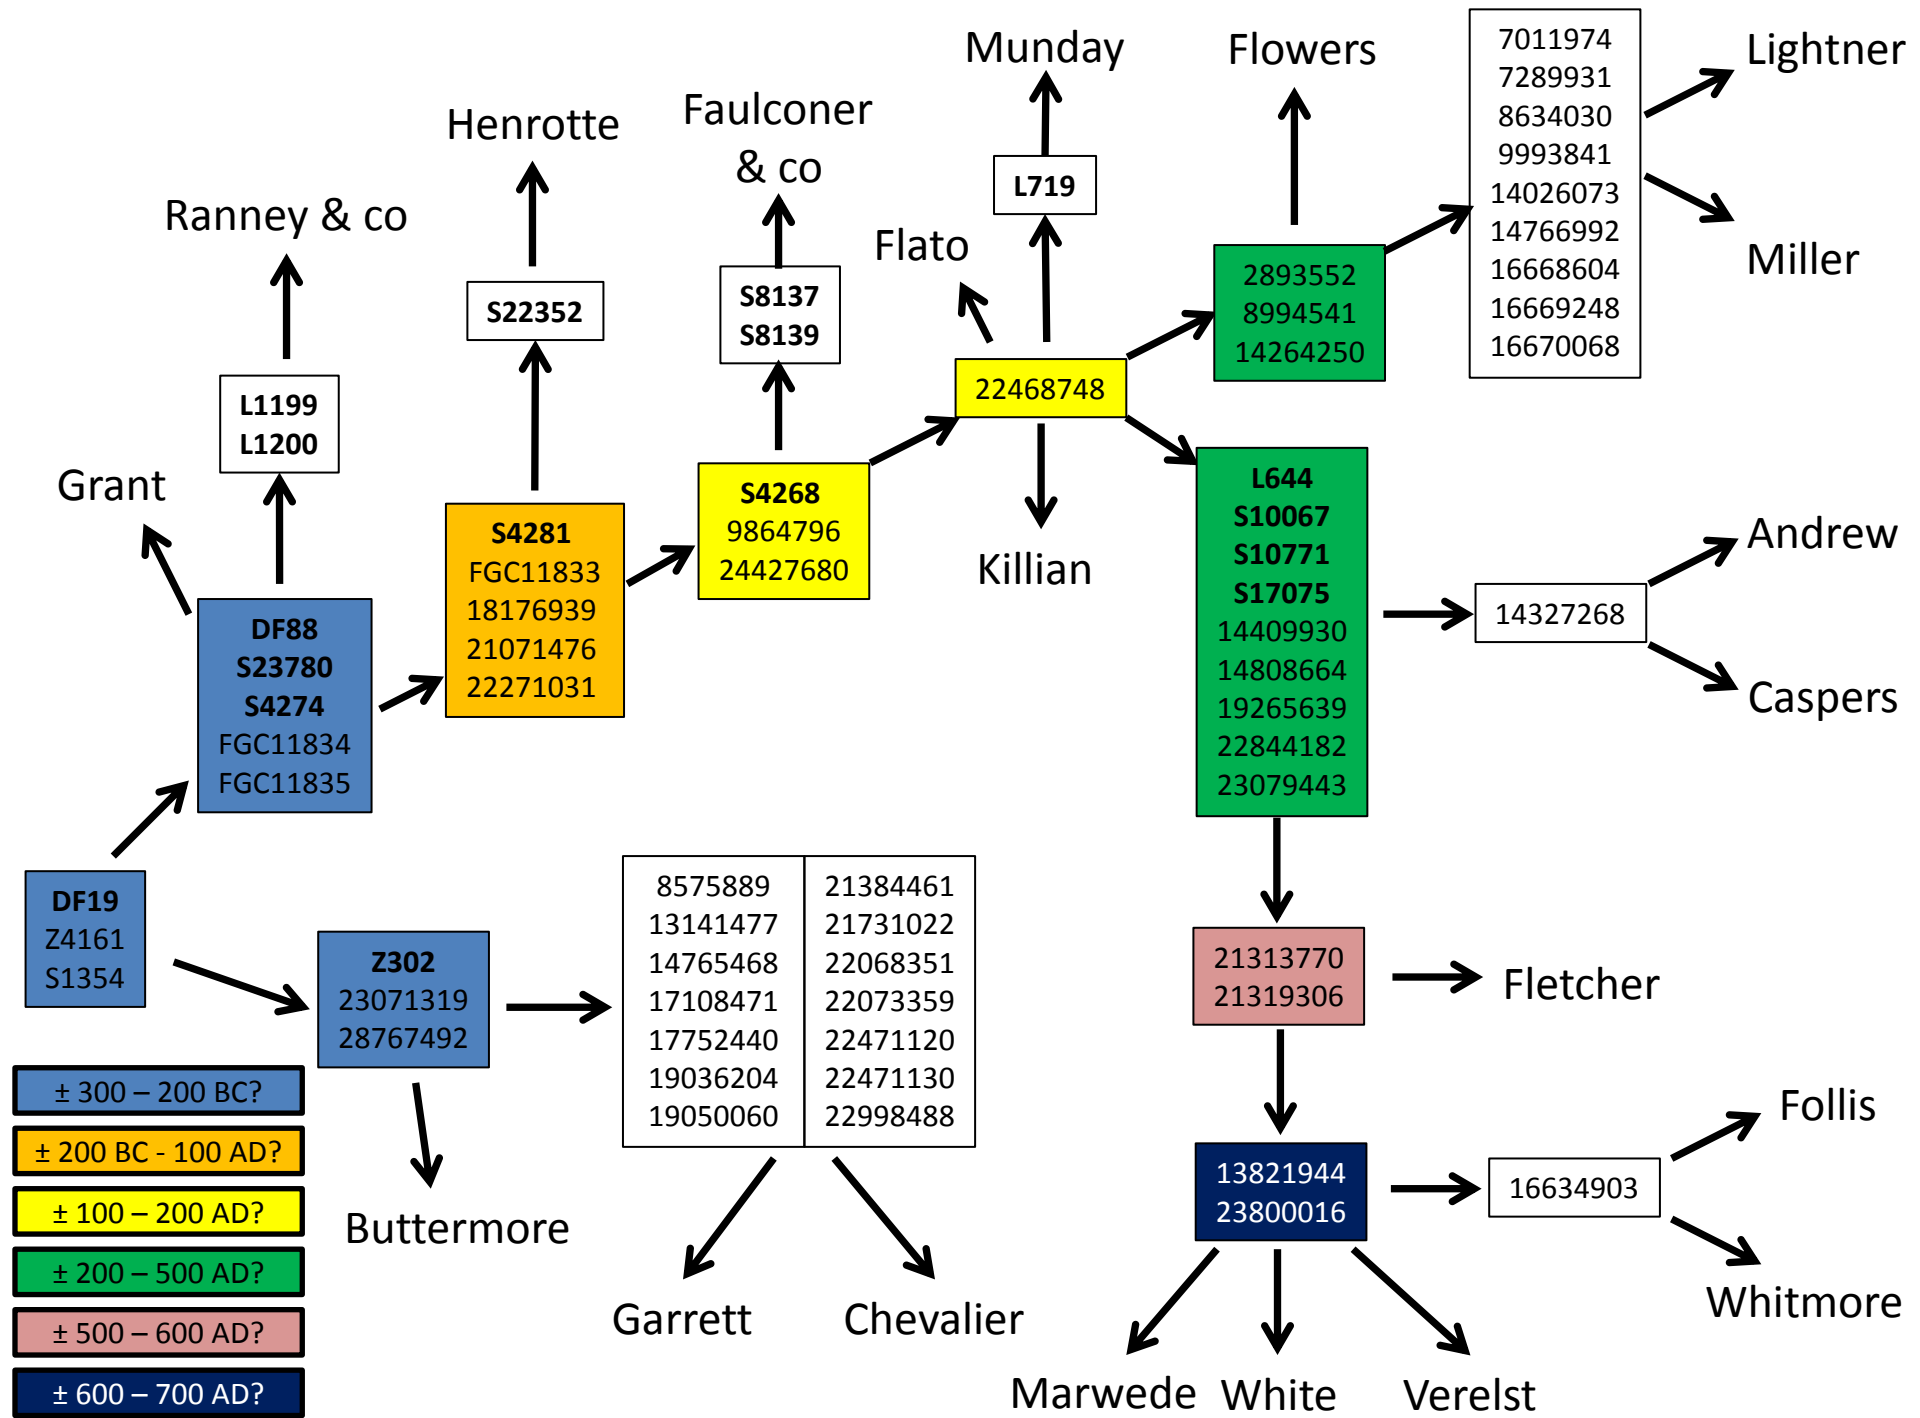 Munday
Flowers
7011974
7289931
8634030
9993841
14026073
14766992
16668604
16669248
16670068
Lightner
Miller
Henrotte
Faulconer
& co
L719
Ranney & co
Flato
S22352
S8137
S8139
2893552
8994541
14264250
L1199
L1200
22468748
Grant
S4281
FGC11833
18176939
21071476
22271031
S4268
9864796
24427680
Killian
L644
S10067
S10771
S17075
14409930
14808664
19265639
22844182
23079443
Andrew
14327268
Caspers
DF88
S23780
S4274
FGC11834
FGC11835
DF19
Z4161
S1354
Z302
23071319
28767492
8575889
13141477
14765468
17108471
17752440
19036204
19050060
21384461
21731022
22068351
22073359
22471120
22471130
22998488
21313770
21319306
Fletcher
± 300 – 200 BC?
± 200 BC - 100 AD?
± 100 – 200 AD?
± 200 – 500 AD?
± 500 – 600 AD?
± 600 – 700 AD?
Buttermore
Garrett
Chevalier
13821944
23800016
16634903
Follis
Whitmore
Marwede
White
Verelst